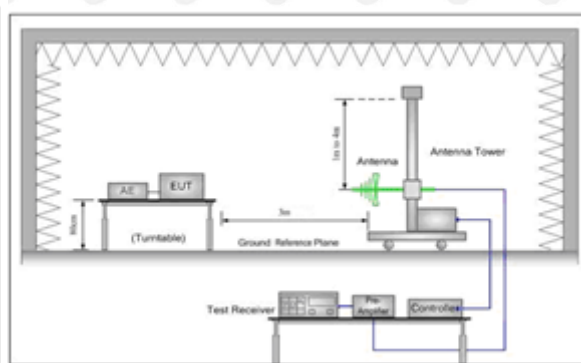 1m to 4m
Antenna
Antenna Tower
AE
EUT
80cm
3m
(Turntable)
Ground Reference Plane
Test Receiver
Pre-
Amplifier
Controller